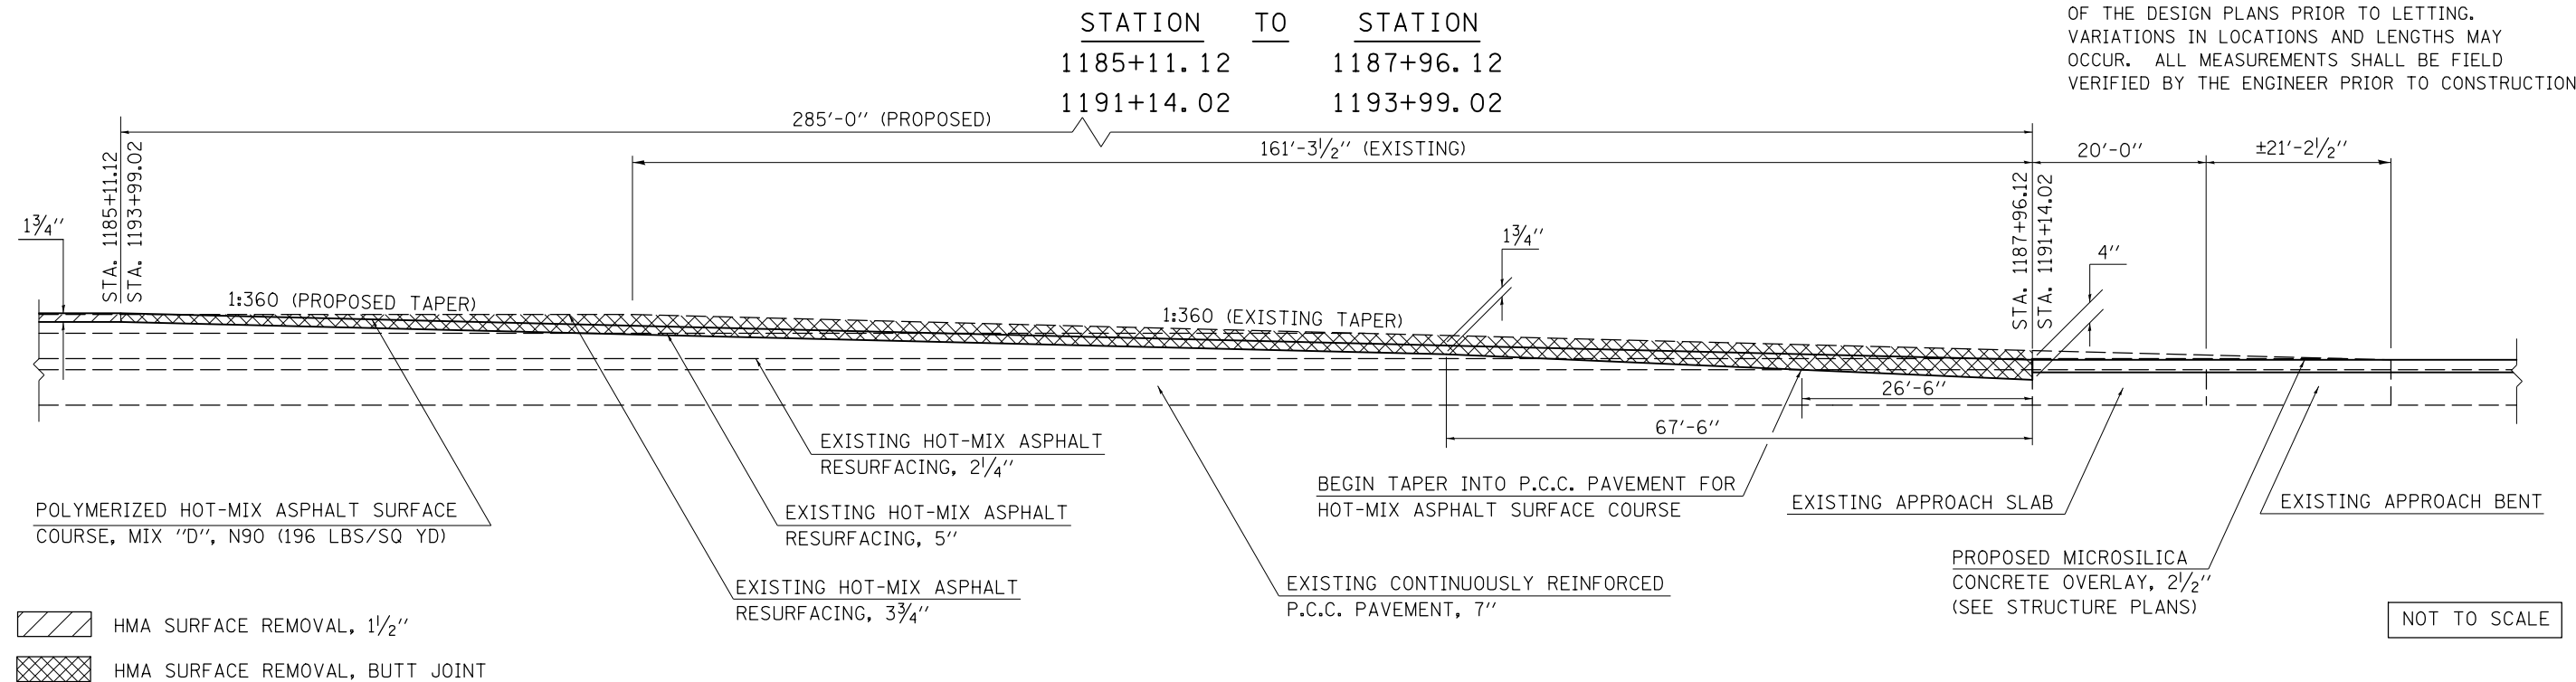 OF THE DESIGN PLANS PRIOR TO LETTING.
VARIATIONS IN LOCATIONS AND LENGTHS MAY
OCCUR. ALL MEASUREMENTS SHALL BE FIELD
VERIFIED BY THE ENGINEER PRIOR TO CONSTRUCTION
STATION TO STATION
1185+11.12 1187+96.12
1191+14.02 1193+99.02
285'-0" (PROPOSED)
161'-3½" (EXISTING)
20'-0"
±21'-2½"
STA. 1185+11.12
STA. 1193+99.02
STA. 1187+96.12
STA. 1191+14.02
1¾"
1¾"
4"
1:360 (PROPOSED TAPER)
1:360 (EXISTING TAPER)
26'-6"
67'-6"
EXISTING HOT-MIX ASPHALT
RESURFACING, 2¼"
POLYMERIZED HOT-MIX ASPHALT SURFACE
COURSE, MIX "D", N90 (196 LBS/SQ YD)
EXISTING HOT-MIX ASPHALT
RESURFACING, 5"
EXISTING HOT-MIX ASPHALT
RESURFACING, 3¾"
BEGIN TAPER INTO P.C.C. PAVEMENT FOR
HOT-MIX ASPHALT SURFACE COURSE
EXISTING APPROACH SLAB
EXISTING APPROACH BENT
EXISTING CONTINUOUSLY REINFORCED
P.C.C. PAVEMENT, 7"
PROPOSED MICROSILICA
CONCRETE OVERLAY, 2½"
(SEE STRUCTURE PLANS)
NOT TO SCALE
HMA SURFACE REMOVAL, 1½"
HMA SURFACE REMOVAL, BUTT JOINT